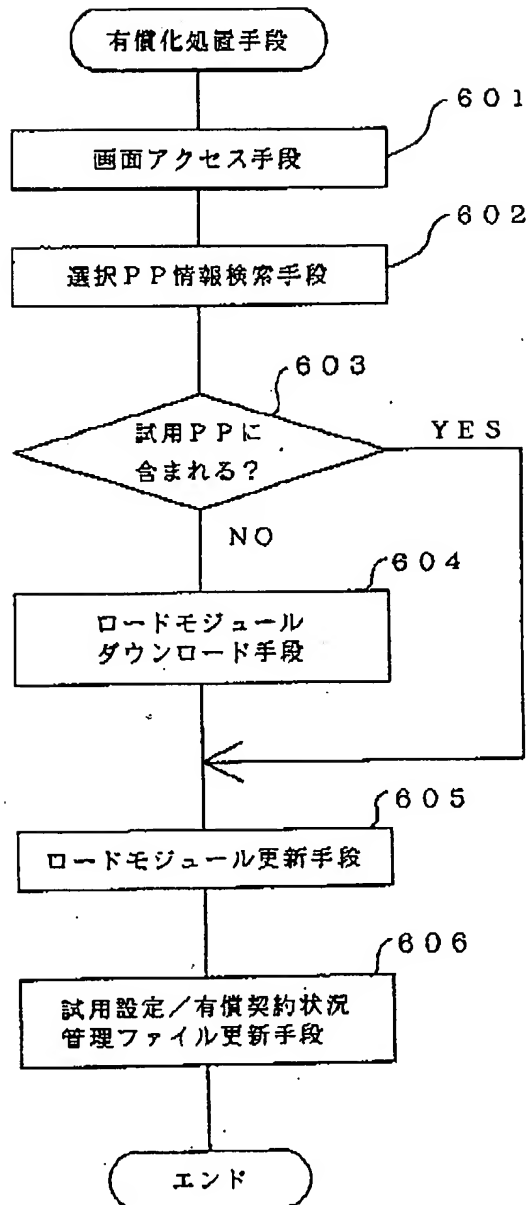 有償化処置手段
601
画面アクセス手段
602
選択PP情報検索手段
603
試用PPに
含まれる?
YES
NO
604
ロードモジュール
ダウンロード手段
605
ロードモジュール更新手段
606
試用設定/有償契約状況
管理ファイル更新手段
エンド